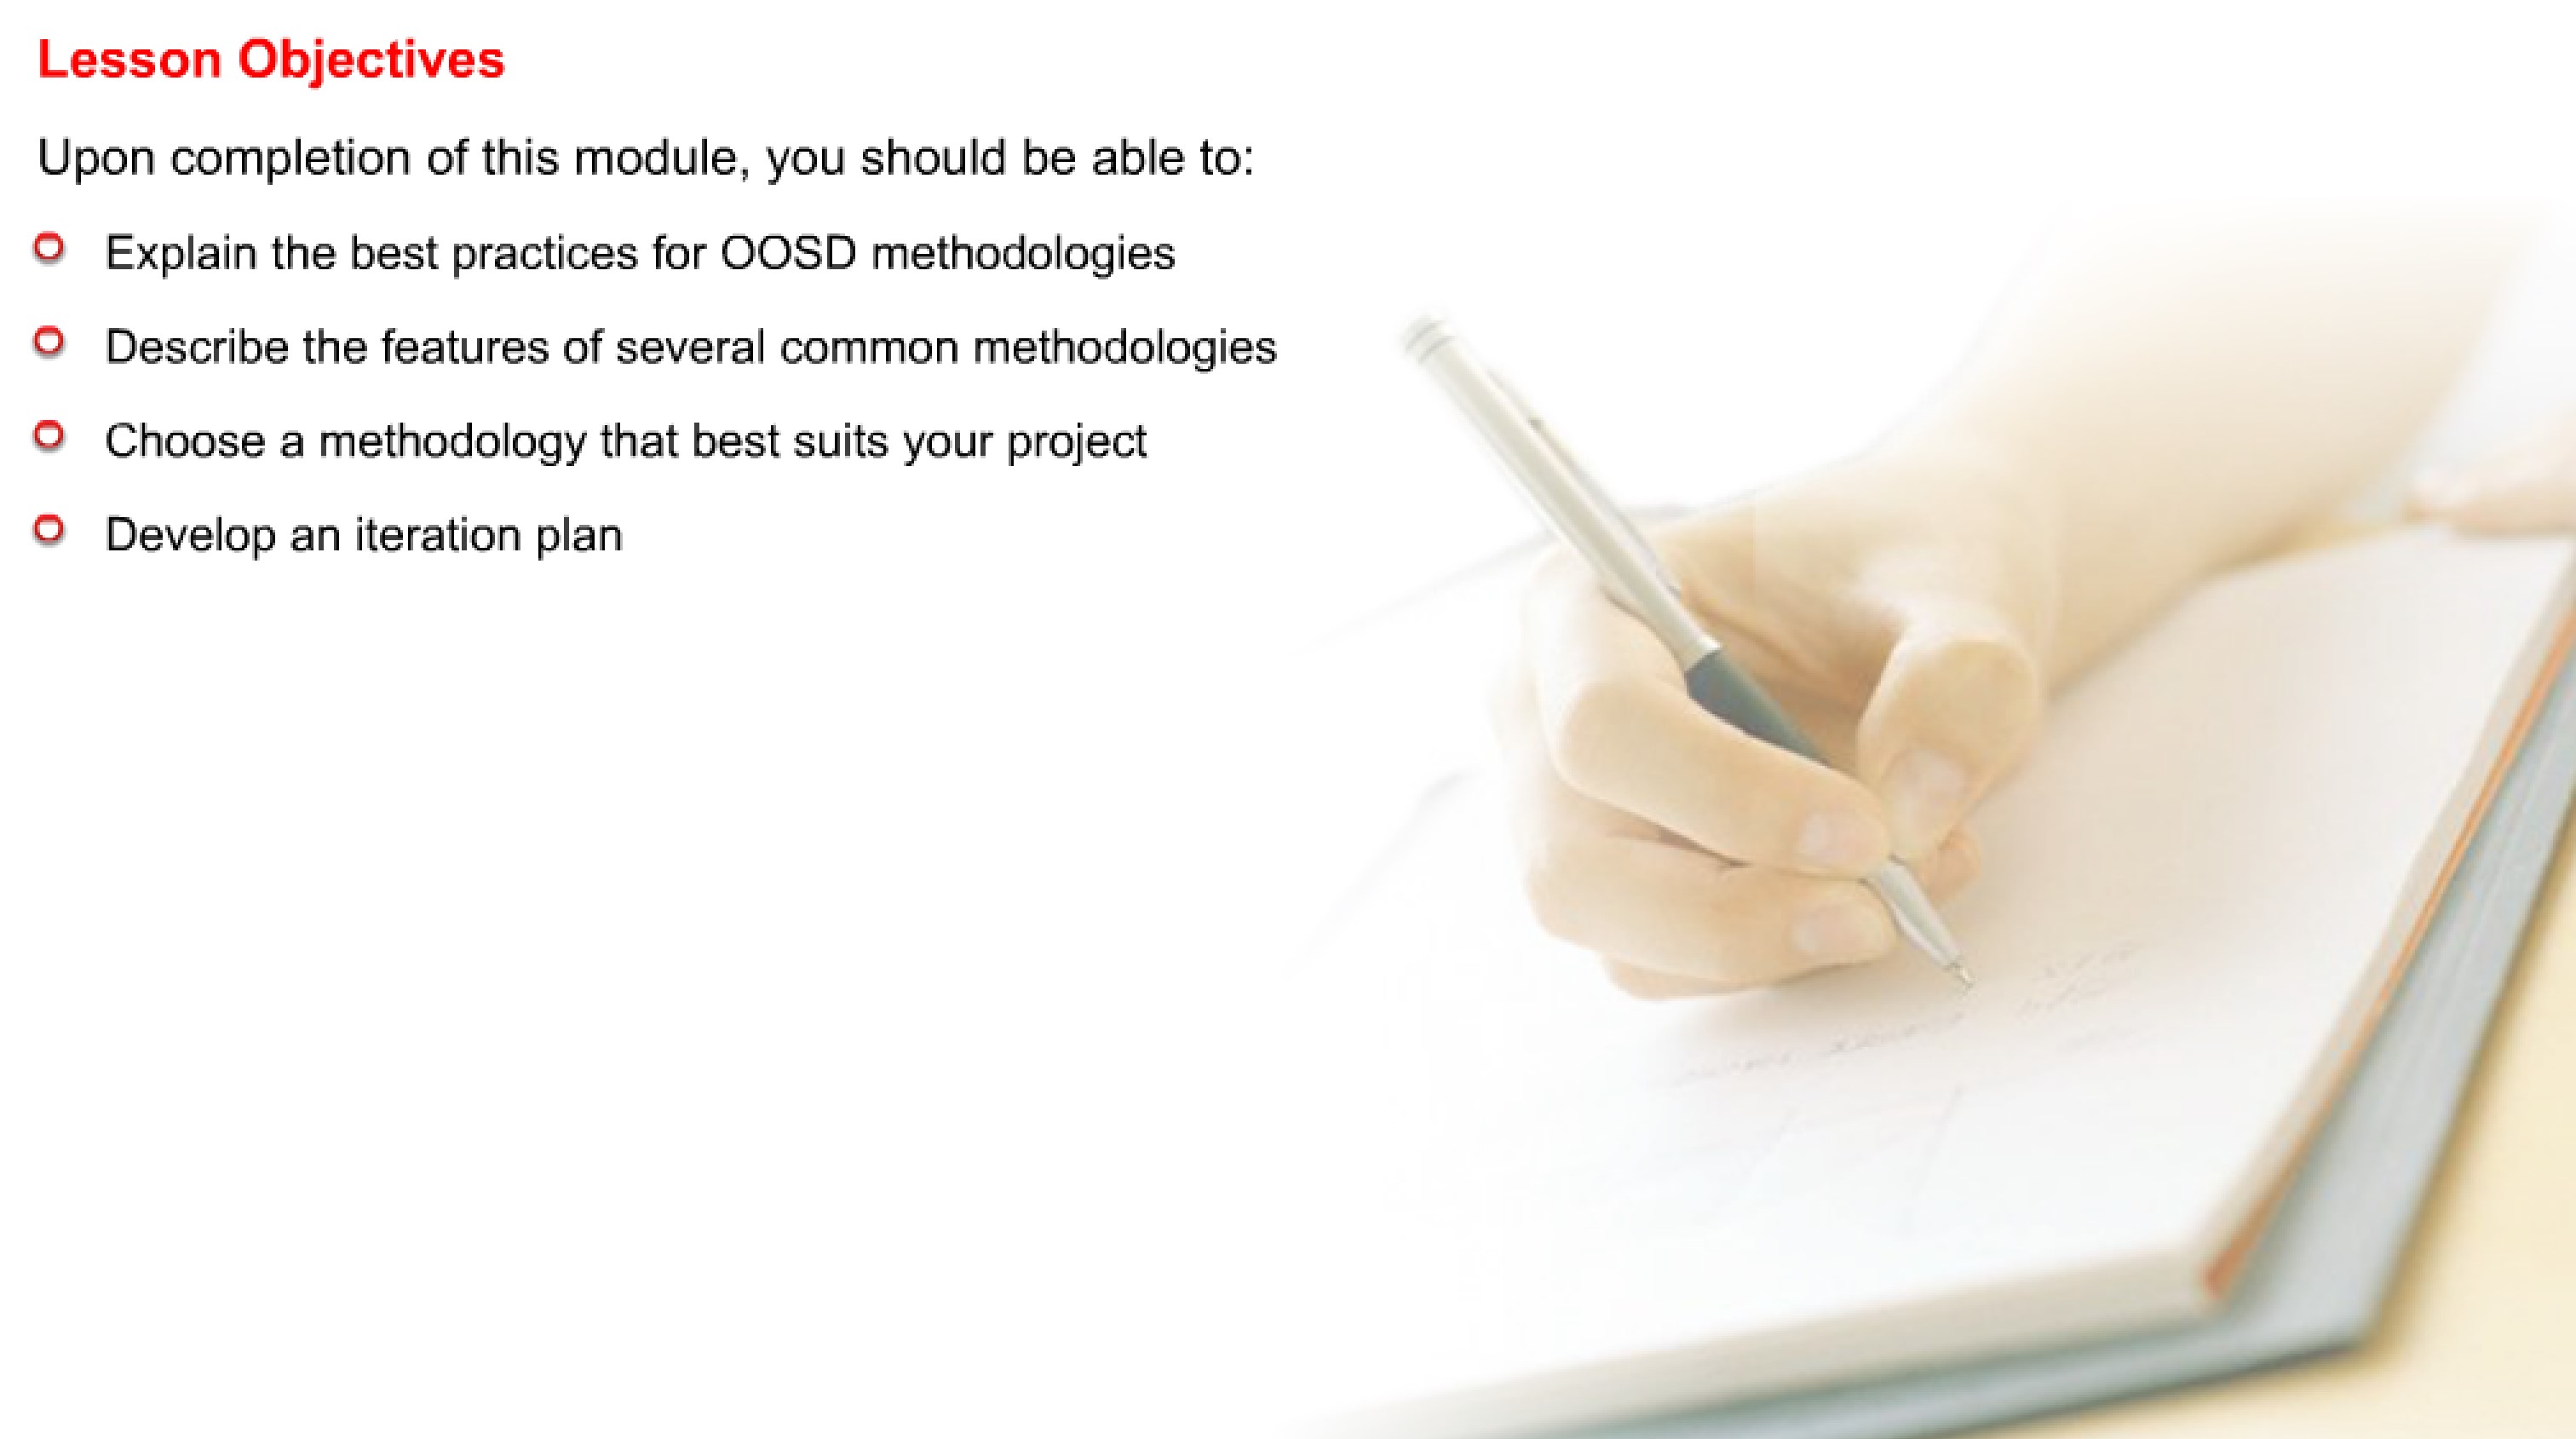 Lesson Objectives
Upon completion of this module, you should be able to:
Explain the best practices for OOSD methodologies
Describe the features of several common methodologies
Choose a methodology that best suits your project
Develop an iteration plan